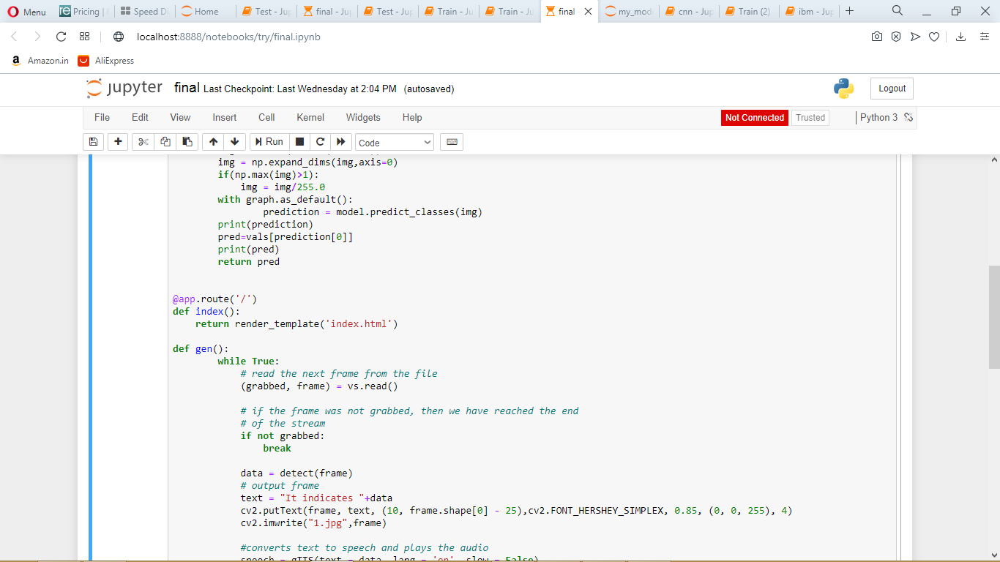 Menu
Pricing |
Speed Di
Home
Test - Jup
final - Jup
Test - Jup
Train - Ju
Train - Ju
final
my_mod
cnn - Jup
Train (2)
ibm - Jup
localhost:8888/notebooks/try/final.ipynb
Amazon.in AliExpress
jupyter final Last Checkpoint: Last Wednesday at 2:04 PM (autosaved)
Logout
File Edit View Insert Cell Kernel Widgets Help
Not Connected Trusted Python 3
Run Code
img = np.expand_dims(img,axis=0)
if(np.max(img)>1):
img = img/255.0
with graph.as_default():
prediction = model.predict_classes(img)
print(prediction)
pred=vals[prediction[0]]
print(pred)
return pred
@app.route('/')
def index():
return render_template('index.html')
def gen():
while True:
# read the next frame from the file
(grabbed, frame) = vs.read()
# if the frame was not grabbed, then we have reached the end
# of the stream
if not grabbed:
break
data = detect(frame)
# output frame
text = "It indicates "+data
cv2.putText(frame, text, (10, frame.shape[0] - 25),cv2.FONT_HERSHEY_SIMPLEX, 0.85, (0, 0, 255), 4)
cv2.imwrite("1.jpg",frame)
#converts text to speech and plays the audio
speech = gTTS(text = data, lang = 'en', slow = False)